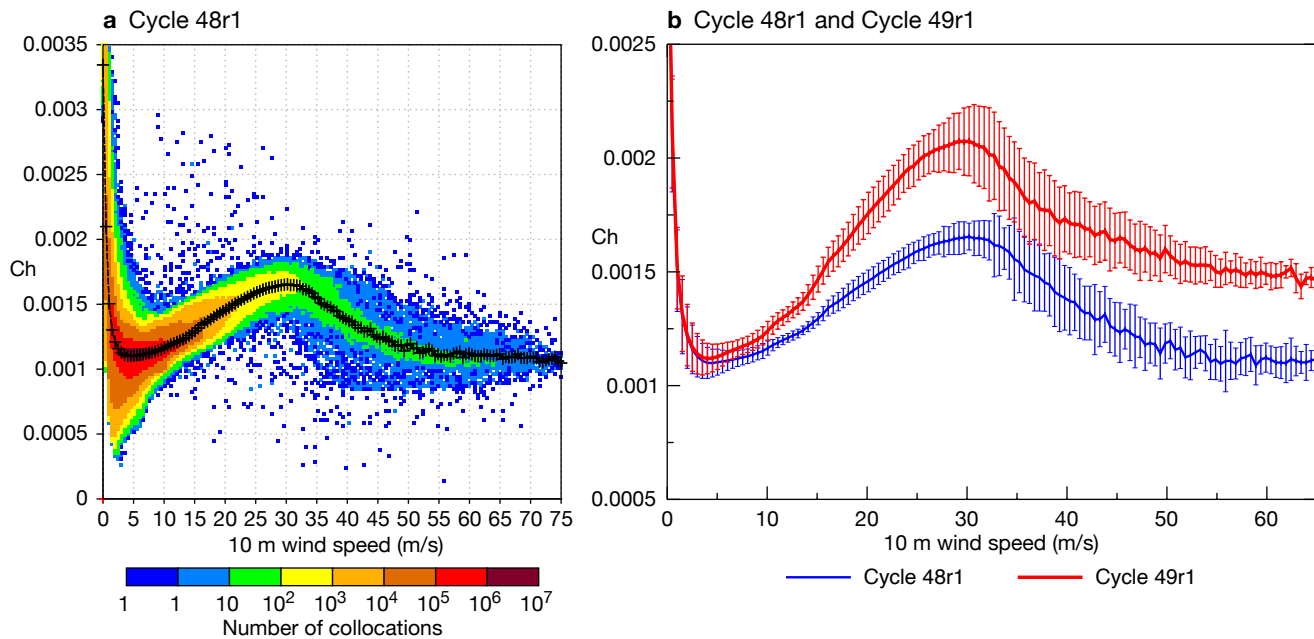 a Cycle 48r1
0.0035
0.003
0.0025
0.002
Ch
0.0015
0.001
0.0005
0
0 5 10 15 20 25 30 35 40 45 50 55 60 65 70 75
10 m wind speed (m/s)
1 1 10 10² 10³ 10⁴ 10⁵ 10⁶ 10⁷
Number of collocations
b Cycle 48r1 and Cycle 49r1
0.0025
0.002
Ch
0.0015
0.001
0.0005
0 10 20 30 40 50 60
10 m wind speed (m/s)
Cycle 48r1 Cycle 49r1